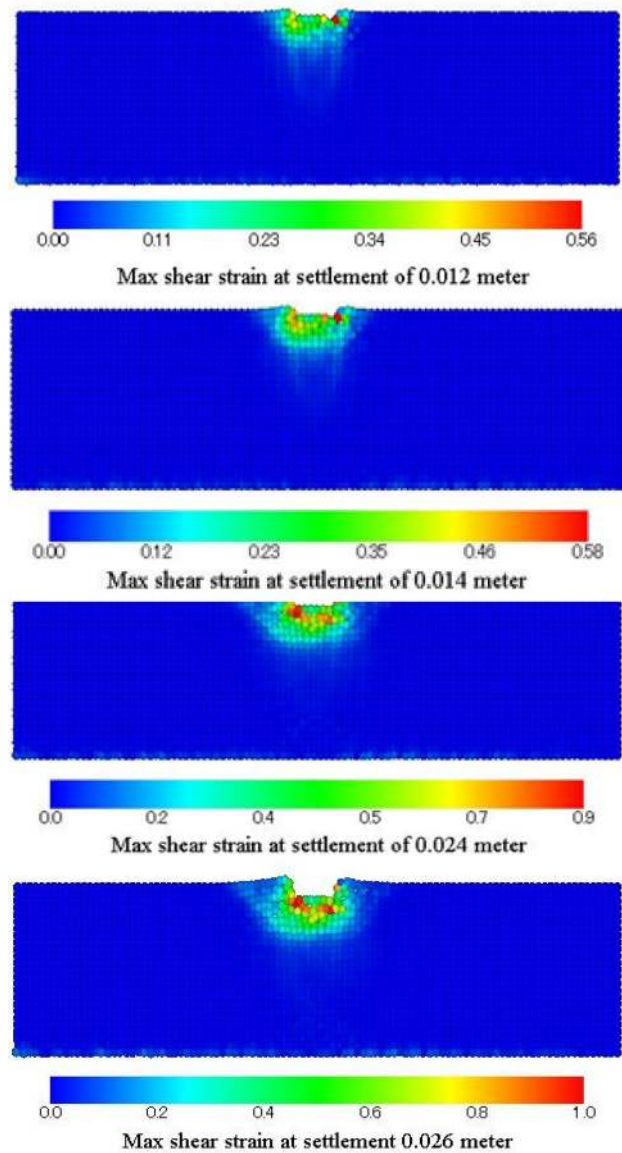 0.00 0.11 0.23 0.34 0.45 0.56
Max shear strain at settlement of 0.012 meter
0.00 0.12 0.23 0.35 0.46 0.58
Max shear strain at settlement of 0.014 meter
0.0 0.2 0.4 0.5 0.7 0.9
Max shear strain at settlement of 0.024 meter
0.0 0.2 0.4 0.6 0.8 1.0
Max shear strain at settlement 0.026 meter